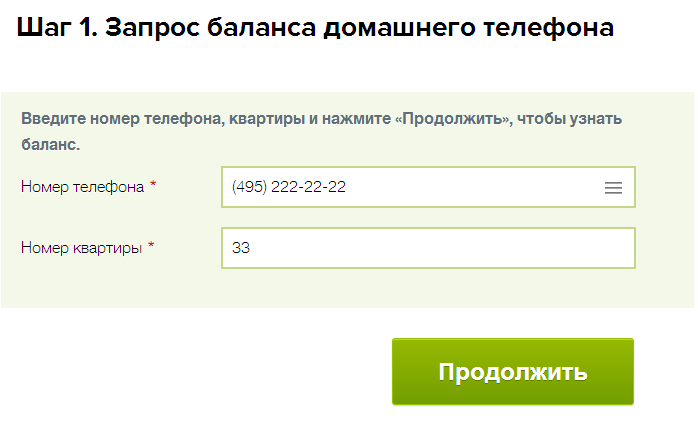 Шаг 1. Запрос баланса домашнего телефона
Введите номер телефона, квартиры и нажмите «Продолжить», чтобы узнать
баланс.
Номер телефона * (495) 222-22-22
Номер квартиры * 33
Продолжить